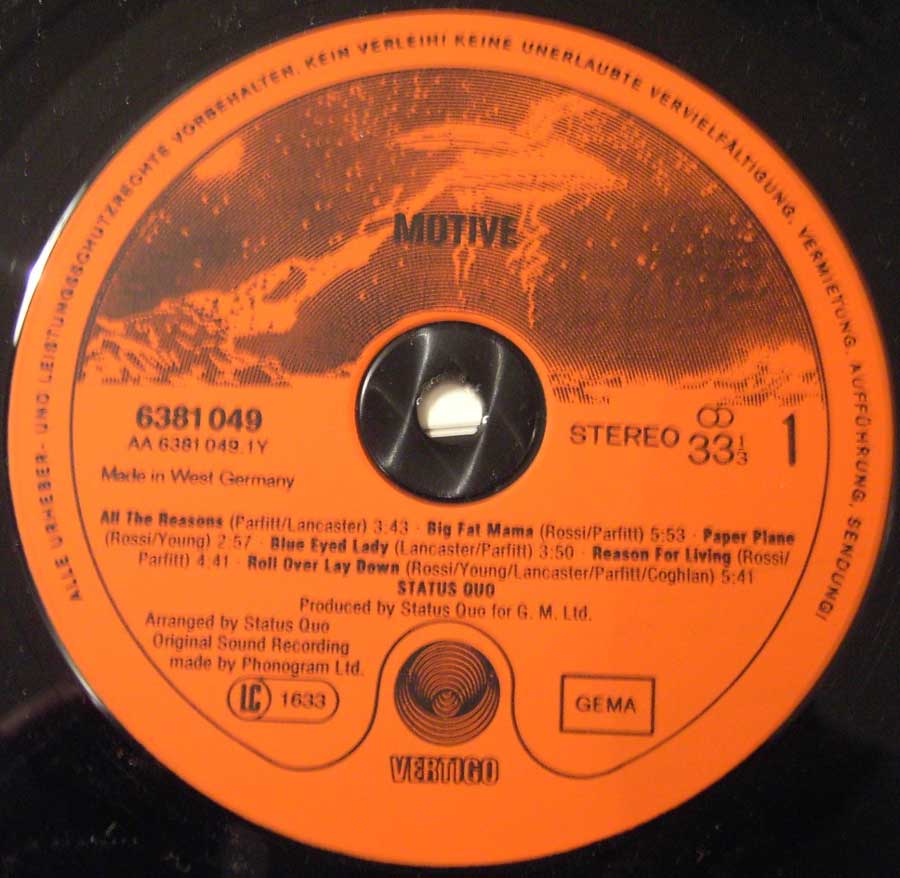 ALLE URHEBER- UND LEISTUNGSSCHUTZRECHTE VORBEHALTEN. KEIN VERLEIH! KEINE UNERLAUBTE VERVIELFÄLTIGUNG, VERMIETUNG, AUFFÜHRUNG, SENDUNG!
MOTIVE
6381 049
AA 6381 049.1Y
Made in West Germany
STEREO 33 1/3
1
All The Reasons (Parfitt/Lancaster) 3:43 · Big Fat Mama (Rossi/Parfitt) 5:53 · Paper Plane
(Rossi/Young) 2:57 · Blue Eyed Lady (Lancaster/Parfitt) 3:50 · Reason For Living (Rossi/
Parfitt) 4.41 · Roll Over Lay Down (Rossi/Young/Lancaster/Parfitt/Coghlan) 5:41
STATUS QUO
Produced by Status Quo for G. M. Ltd.
Arranged by Status Quo
Original Sound Recording
made by Phonogram Ltd.
LC 1633
GEMA
VERTIGO